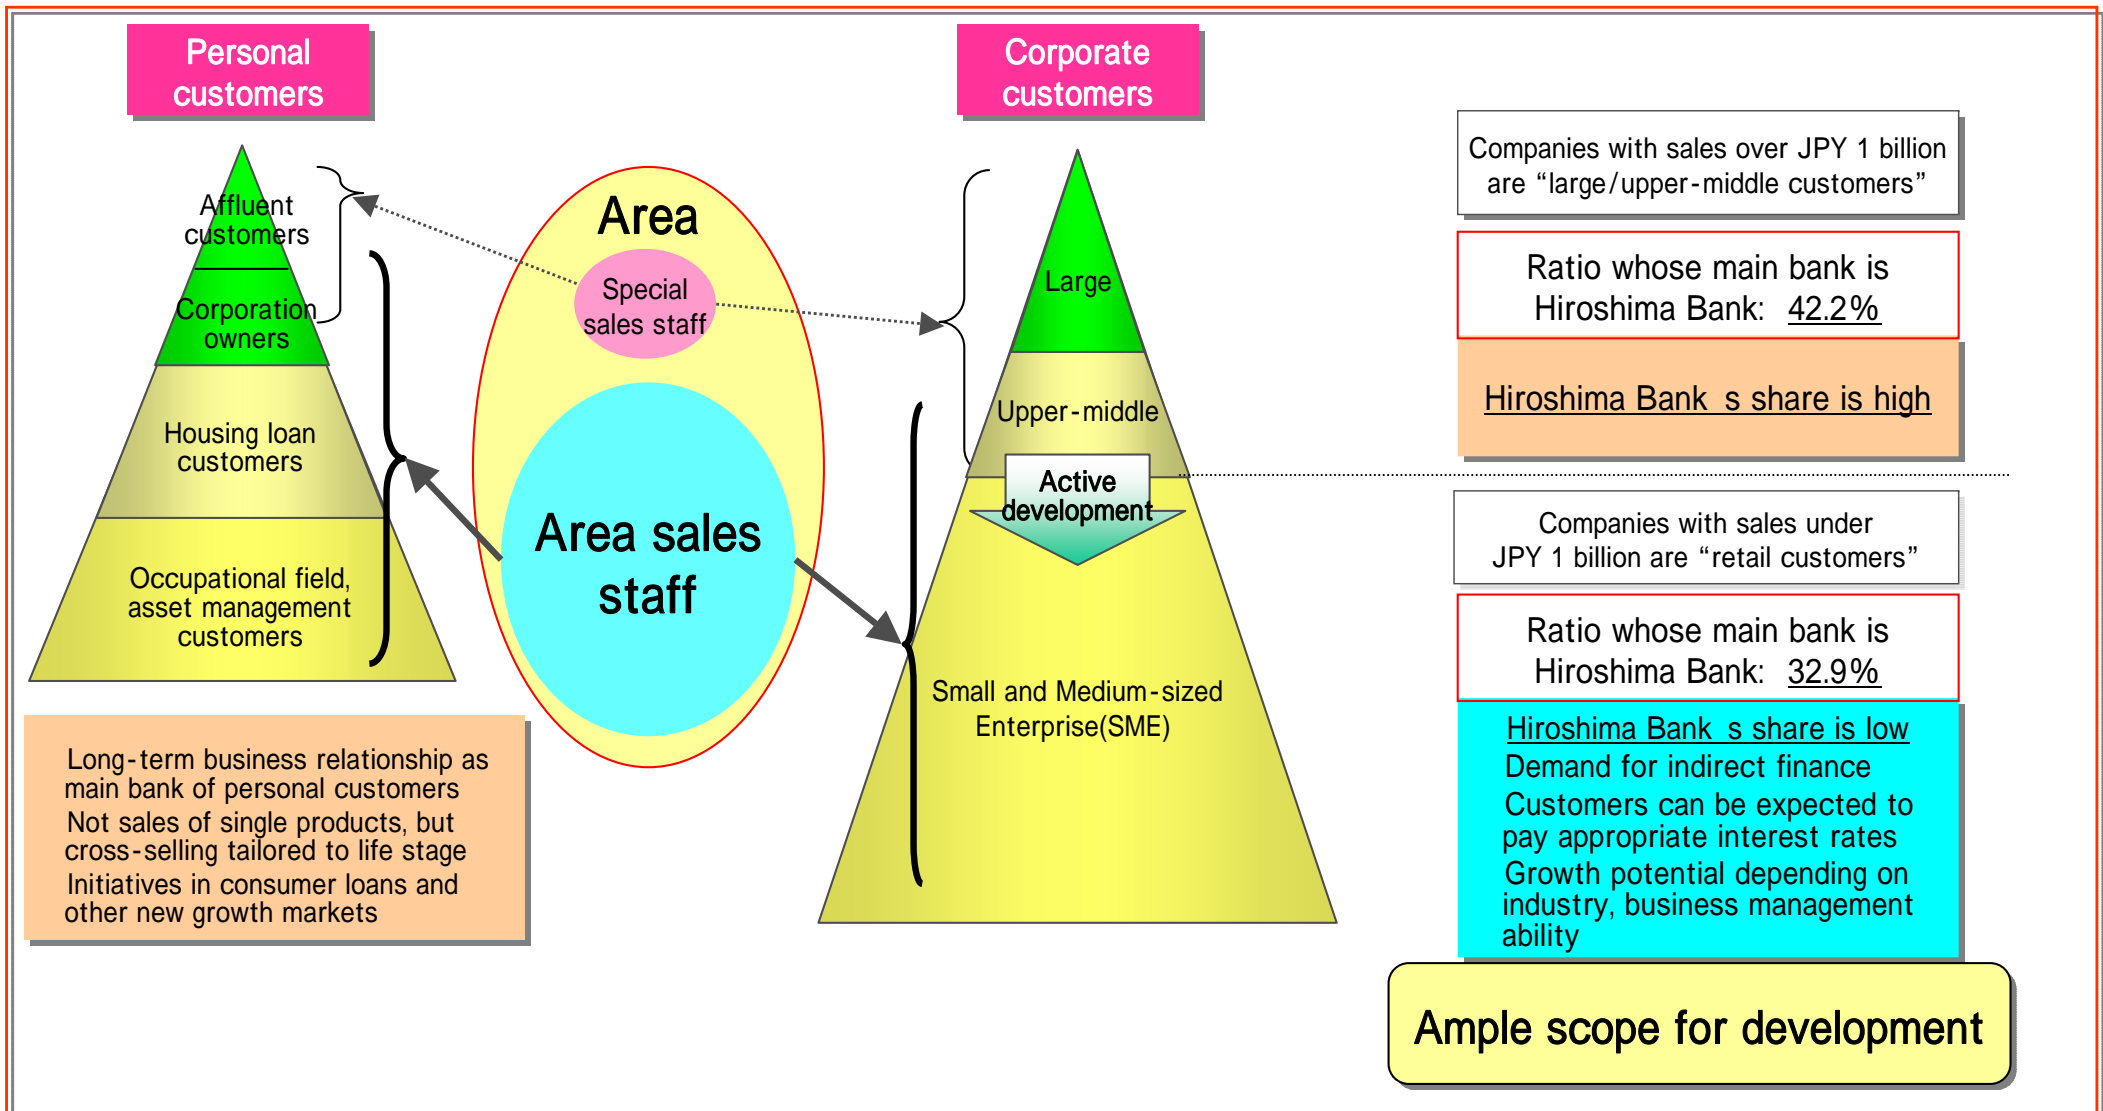 Personal
customers
Affluent
customers
Corporation
owners
Housing loan
customers
Occupational field,
asset management
customers
Long-term business relationship as
main bank of personal customers
Not sales of single products, but
cross-selling tailored to life stage
Initiatives in consumer loans and
other new growth markets
Area
Special
sales staff
Area sales
staff
Corporate
customers
Large
Upper-middle
Active
development
Small and Medium-sized
Enterprise(SME)
Companies with sales over JPY 1 billion
are “large/upper-middle customers”
Ratio whose main bank is
Hiroshima Bank: 42.2%
Hiroshima Bank s share is high
Companies with sales under
JPY 1 billion are “retail customers”
Ratio whose main bank is
Hiroshima Bank: 32.9%
Hiroshima Bank s share is low
Demand for indirect finance
Customers can be expected to
pay appropriate interest rates
Growth potential depending on
industry, business management
ability
Ample scope for development